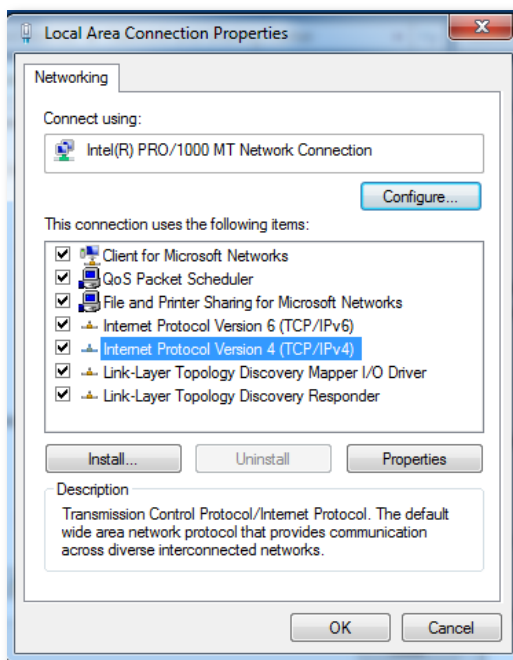 Local Area Connection Properties
Networking
Connect using:
Intel(R) PRO/1000 MT Network Connection
Configure...
This connection uses the following items:
Client for Microsoft Networks
QoS Packet Scheduler
File and Printer Sharing for Microsoft Networks
Internet Protocol Version 6 (TCP/IPv6)
Internet Protocol Version 4 (TCP/IPv4)
Link-Layer Topology Discovery Mapper I/O Driver
Link-Layer Topology Discovery Responder
Install... Uninstall Properties
Description
Transmission Control Protocol/Internet Protocol. The default
wide area network protocol that provides communication
across diverse interconnected networks.
OK Cancel